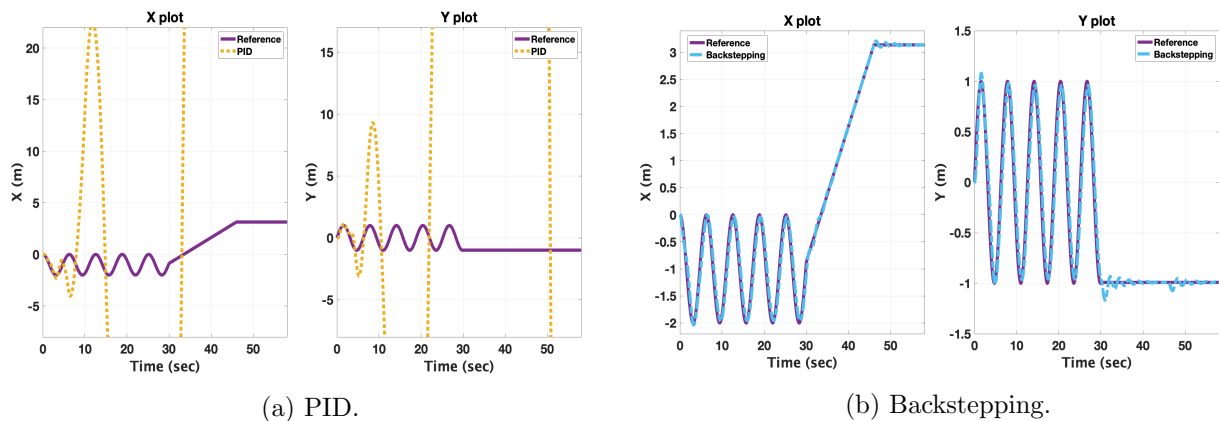 X plot
Reference
PID
20
15
10
5
0
-5
X (m)
0 10 20 30 40 50
Time (sec)
Y plot
Reference
PID
15
10
5
0
-5
Y (m)
0 10 20 30 40 50
Time (sec)
(a) PID.
X plot
Reference
Backstepping
3
2.5
2
1.5
1
0.5
0
-0.5
-1
-1.5
-2
X (m)
0 10 20 30 40 50
Time (sec)
Y plot
Reference
Backstepping
1.5
1
0.5
0
-0.5
-1
-1.5
Y (m)
0 10 20 30 40 50
Time (sec)
(b) Backstepping.